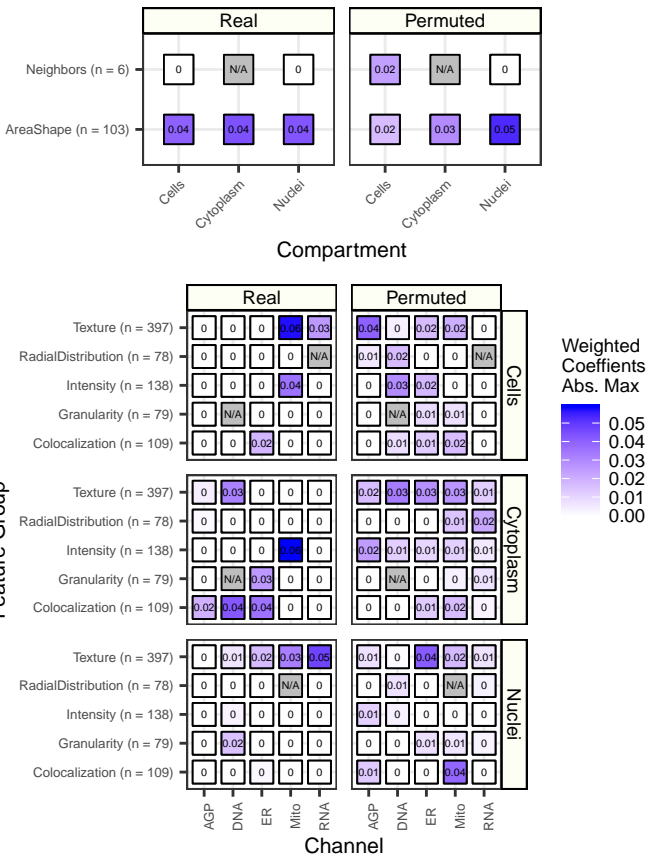 Real Permuted
Neighbors (n = 6) 0 N/A 0 0.02 N/A 0
AreaShape (n = 103) 0.04 0.04 0.04 0.02 0.03 0.05
Cells Cytoplasm Nuclei Cells Cytoplasm Nuclei
Compartment
Real Permuted
Texture (n = 397) 0 0 0 0.06 0.03 0.04 0 0.02 0.02 0
RadialDistribution (n = 78) 0 0 0 0 N/A 0.01 0.02 0 0 N/A
Intensity (n = 138) 0 0 0 0.04 0 0 0.03 0.02 0 0
Granularity (n = 79) 0 N/A 0 0 0 0 N/A 0.01 0.01 0
Colocalization (n = 109) 0 0 0.02 0 0 0 0.01 0.01 0.02 0
Cells
Texture (n = 397) 0 0.03 0 0 0 0.02 0.03 0.03 0.03 0.01
RadialDistribution (n = 78) 0 0 0 0 0 0 0 0 0.01 0.02
Intensity (n = 138) 0 0 0 0.06 0 0.02 0.01 0.01 0.01 0.01
Granularity (n = 79) 0 N/A 0.03 0 0 0 N/A 0 0 0.01
Colocalization (n = 109) 0.02 0.04 0.04 0 0 0 0 0.01 0.02 0
Cytoplasm
Texture (n = 397) 0 0.01 0.02 0.03 0.05 0.01 0 0.04 0.02 0.01
RadialDistribution (n = 78) 0 0 0 N/A 0 0 0.01 0 N/A 0
Intensity (n = 138) 0 0 0 0 0 0.01 0 0 0 0
Granularity (n = 79) 0 0.02 0 0 0 0 0 0.01 0.01 0
Colocalization (n = 109) 0 0 0 0 0 0.01 0 0 0.04 0
Nuclei
AGP DNA ER Mito RNA AGP DNA ER Mito RNA
Channel
Weighted
Coeffients
Abs. Max
0.05
0.04
0.03
0.02
0.01
0.00